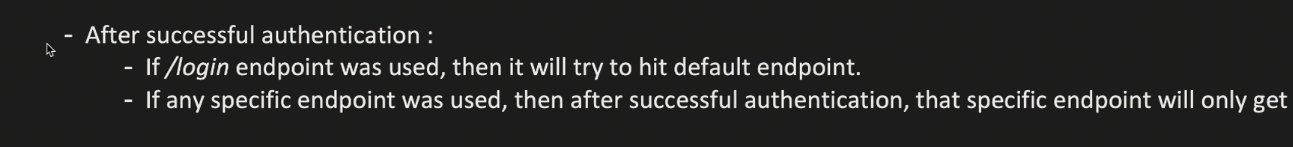 - After successful authentication :
- If /login endpoint was used, then it will try to hit default endpoint.
- If any specific endpoint was used, then after successful authentication, that specific endpoint will only get